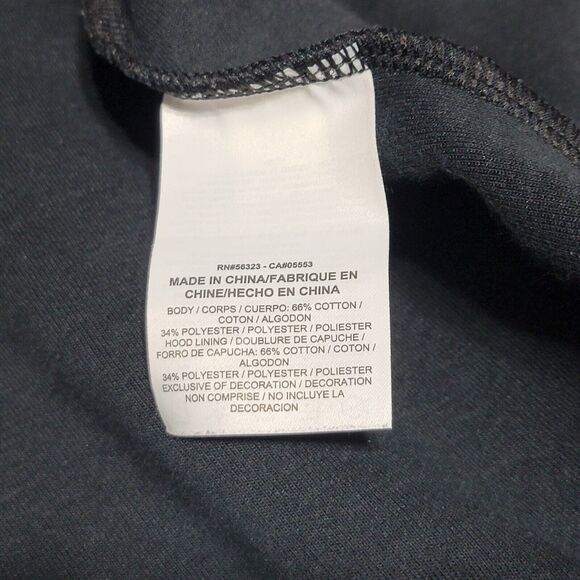 RN#56323 - CA#05553
MADE IN CHINA/FABRIQUE EN
CHINE/HECHO EN CHINA
BODY / CORPS / CUERPO: 66% COTTON /
COTON / ALGODON
34% POLYESTER / POLYESTER / POLIESTER
HOOD LINING / DOUBLURE DE CAPUCHE /
FORRO DE CAPUCHA: 66% COTTON / COTON /
ALGODON
34% POLYESTER / POLYESTER / POLIESTER
EXCLUSIVE OF DECORATION / DECORATION
NON COMPRISE / NO INCLUYE LA
DECORACION